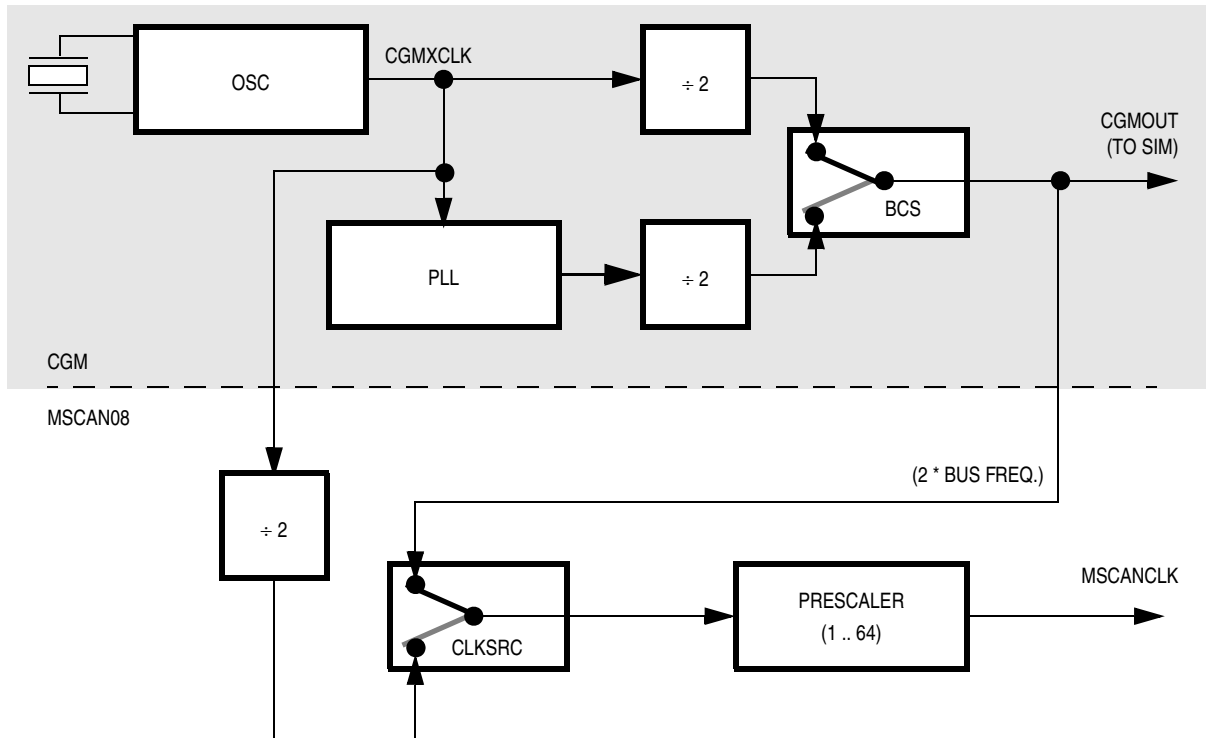 CGMXCLK
OSC
÷ 2
CGMOUT
(TO SIM)
BCS
PLL
÷ 2
CGM
MSCAN08
(2 * BUS FREQ.)
÷ 2
MSCANCLK
PRESCALER
(1 .. 64)
CLKSRC